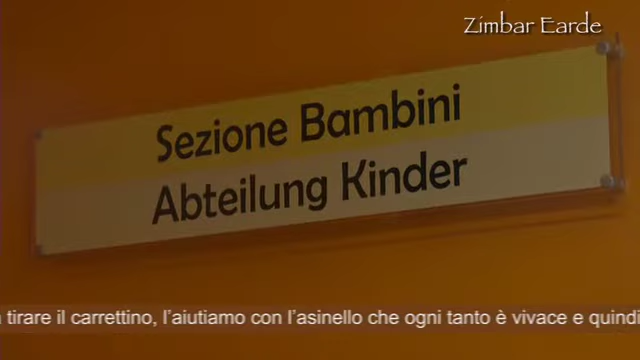 Zimbar Earde
Sezione Bambini
Abteilung Kinder
tirare il carrettino, l'aiutiamo con l'asinello che ogni tanto è vivace e quindi